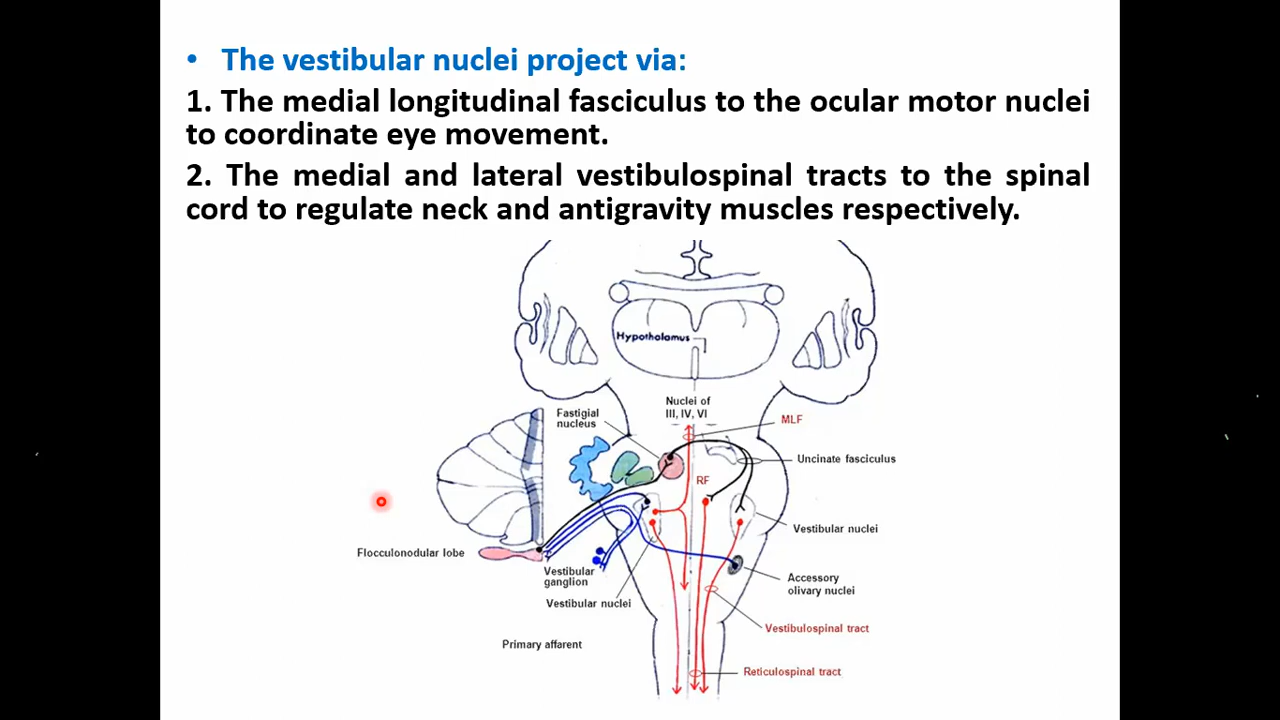 • The vestibular nuclei project via:
1. The medial longitudinal fasciculus to the ocular motor nuclei
to coordinate eye movement.
2. The medial and lateral vestibulospinal tracts to the spinal
cord to regulate neck and antigravity muscles respectively.
Hypothalamus
Nuclei of
III, IV, VI
Fastigial
nucleus
MLF
Uncinate fasciculus
RF
Vestibular nuclei
Flocculonodular lobe
Vestibular
ganglion
Accessory
olivary nuclei
Vestibular nuclei
Vestibulospinal tract
Primary affarent
Reticulospinal tract